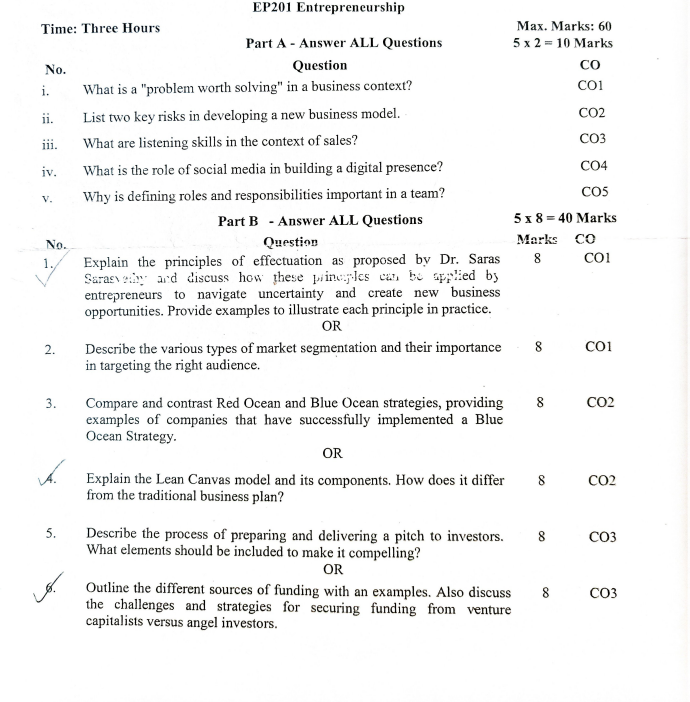 EP201 Entrepreneurship
Time: Three Hours Max. Marks: 60
Part A - Answer ALL Questions 5 x 2 = 10 Marks
No. Question CO
i. What is a "problem worth solving" in a business context? CO1
ii. List two key risks in developing a new business model. CO2
iii. What are listening skills in the context of sales? CO3
iv. What is the role of social media in building a digital presence? CO4
v. Why is defining roles and responsibilities important in a team? CO5
Part B - Answer ALL Questions 5 x 8 = 40 Marks
No. Question Marks CO
1. Explain the principles of effectuation as proposed by Dr. Saras 8 CO1
and discuss how these principles can be applied by
entrepreneurs to navigate uncertainty and create new business
opportunities. Provide examples to illustrate each principle in practice.
OR
2. Describe the various types of market segmentation and their importance 8 CO1
in targeting the right audience.
3. Compare and contrast Red Ocean and Blue Ocean strategies, providing 8 CO2
examples of companies that have successfully implemented a Blue
Ocean Strategy.
OR
4. Explain the Lean Canvas model and its components. How does it differ 8 CO2
from the traditional business plan?
5. Describe the process of preparing and delivering a pitch to investors. 8 CO3
What elements should be included to make it compelling?
OR
6. Outline the different sources of funding with an examples. Also discuss 8 CO3
the challenges and strategies for securing funding from venture
capitalists versus angel investors.